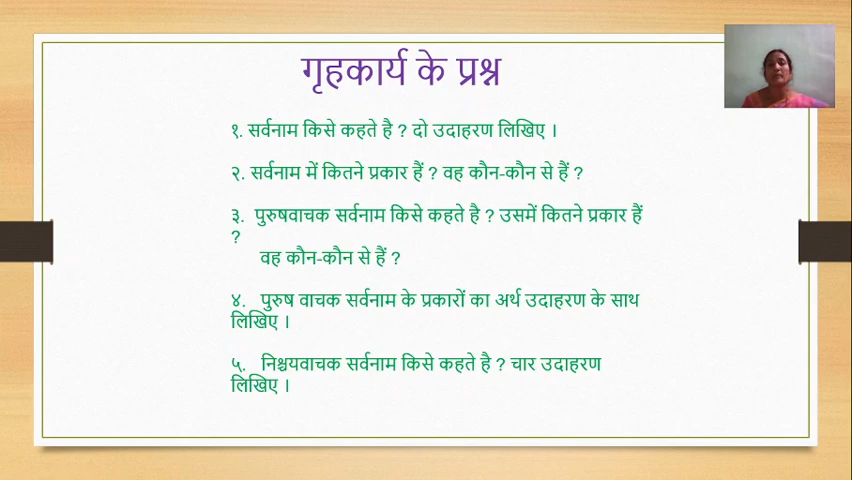 गृहकार्य के प्रश्न
१. सर्वनाम किसे कहते है ? दो उदाहरण लिखिए ।
२. सर्वनाम में कितने प्रकार हैं ? वह कौन-कौन से हैं ?
३. पुरुषवाचक सर्वनाम किसे कहते है ? उसमें कितने प्रकार हैं
?
वह कौन-कौन से हैं ?
४. पुरुष वाचक सर्वनाम के प्रकारों का अर्थ उदाहरण के साथ
लिखिए ।
५. निश्चयवाचक सर्वनाम किसे कहते है ? चार उदाहरण
लिखिए ।